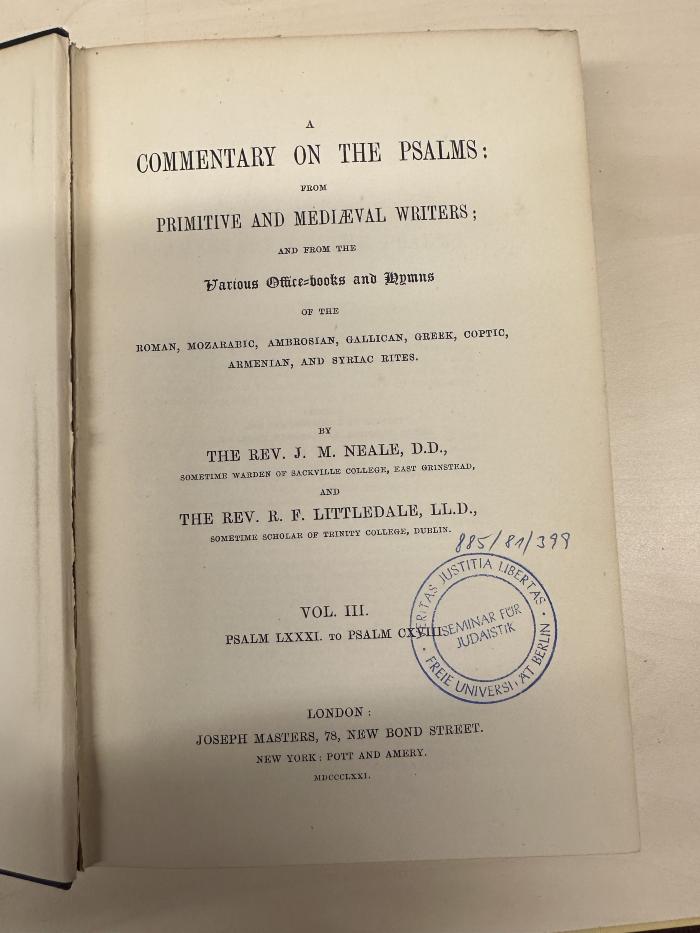 A
COMMENTARY ON THE PSALMS:
FROM
PRIMITIVE AND MEDIÆVAL WRITERS;
AND FROM THE
Various Office-books and Hymns
OF THE
ROMAN, MOZARABIC, AMBROSIAN, GALLICAN, GREEK, COPTIC,
ARMENIAN, AND SYRIAC RITES.
BY
THE REV. J. M. NEALE, D.D.,
SOMETIME WARDEN OF SACKVILLE COLLEGE, EAST GRINSTEAD,
AND
THE REV. R. F. LITTLEDALE, LL.D.,
SOMETIME SCHOLAR OF TRINITY COLLEGE, DUBLIN.
885/81/399
VERITAS JUSTITIA LIBERTAS
SEMINAR FÜR
JUDAISTIK
FREIE UNIVERSITÄT BERLIN
VOL. III.
PSALM LXXXI. TO PSALM CXVIII.
LONDON:
JOSEPH MASTERS, 78, NEW BOND STREET.
NEW YORK: POTT AND AMERY.
MDCCCLXXI.